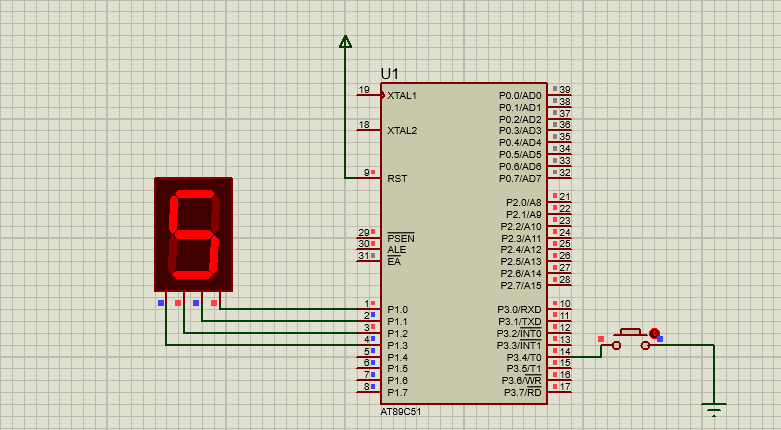 U1
19 XTAL1
18 XTAL2
9 RST
29 PSEN
30 ALE
31 EA
1 P1.0
2 P1.1
3 P1.2
4 P1.3
5 P1.4
6 P1.5
7 P1.6
8 P1.7
P0.0/AD0 39
P0.1/AD1 38
P0.2/AD2 37
P0.3/AD3 36
P0.4/AD4 35
P0.5/AD5 34
P0.6/AD6 33
P0.7/AD7 32
P2.0/A8 21
P2.1/A9 22
P2.2/A10 23
P2.3/A11 24
P2.4/A12 25
P2.5/A13 26
P2.6/A14 27
P2.7/A15 28
P3.0/RXD 10
P3.1/TXD 11
P3.2/INT0 12
P3.3/INT1 13
P3.4/T0 14
P3.5/T1 15
P3.6/WR 16
P3.7/RD 17
AT89C51
5